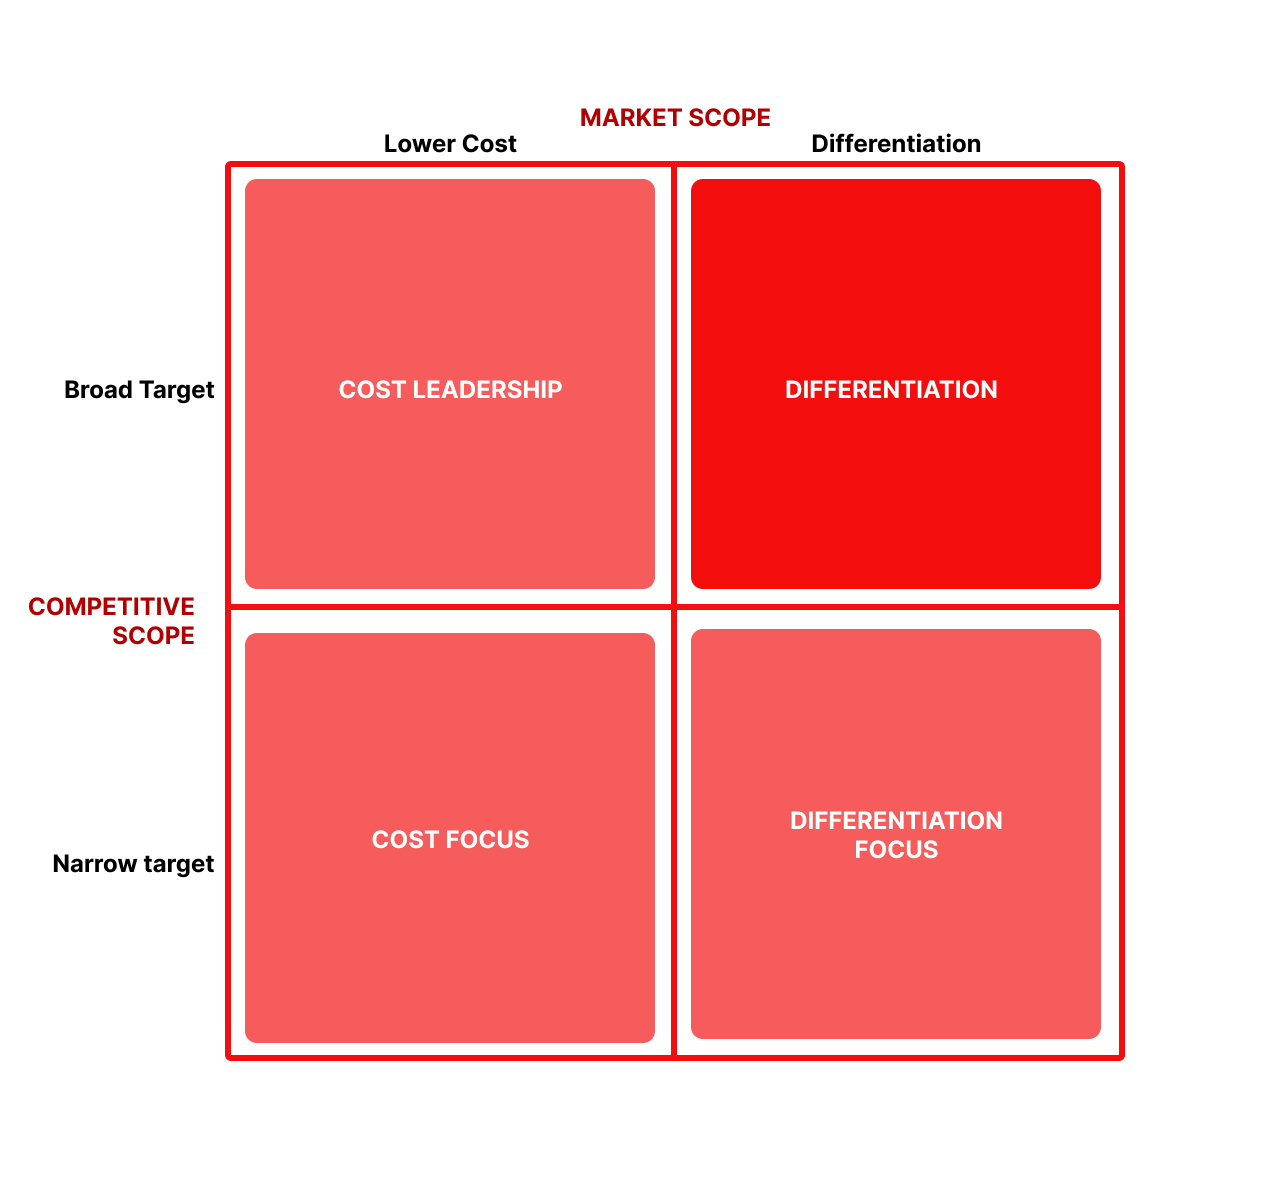 MARKET SCOPE
Lower Cost
Differentiation
Broad Target
COST LEADERSHIP
DIFFERENTIATION
COMPETITIVE
SCOPE
Narrow target
COST FOCUS
DIFFERENTIATION
FOCUS